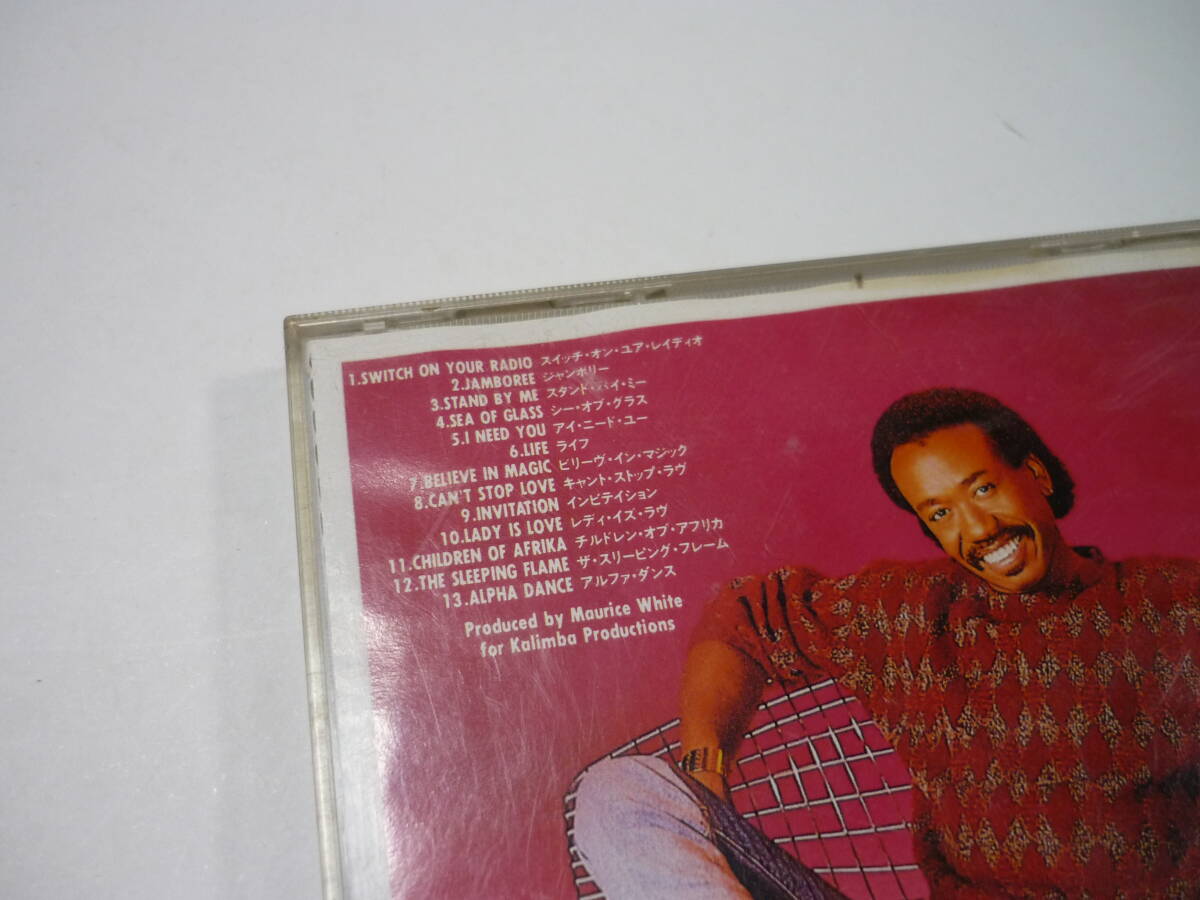 1.SWITCH ON YOUR RADIO スイッチ・オン・ユア・レイディオ
2.JAMBOREE ジャンボリー
3.STAND BY ME スタンド・バイ・ミー
4.SEA OF GLASS シー・オブ・グラス
5.I NEED YOU アイ・ニード・ユー
6.LIFE ライフ
7.BELIEVE IN MAGIC ビリーヴ・イン・マジック
8.CAN'T STOP LOVE キャント・ストップ・ラヴ
9.INVITATION インビテイション
10.LADY IS LOVE レディ・イズ・ラヴ
11.CHILDREN OF AFRIKA チルドレン・オブ・アフリカ
12.THE SLEEPING FLAME ザ・スリーピング・フレーム
13.ALPHA DANCE アルファ・ダンス
Produced by Maurice White
for Kalimba Productions